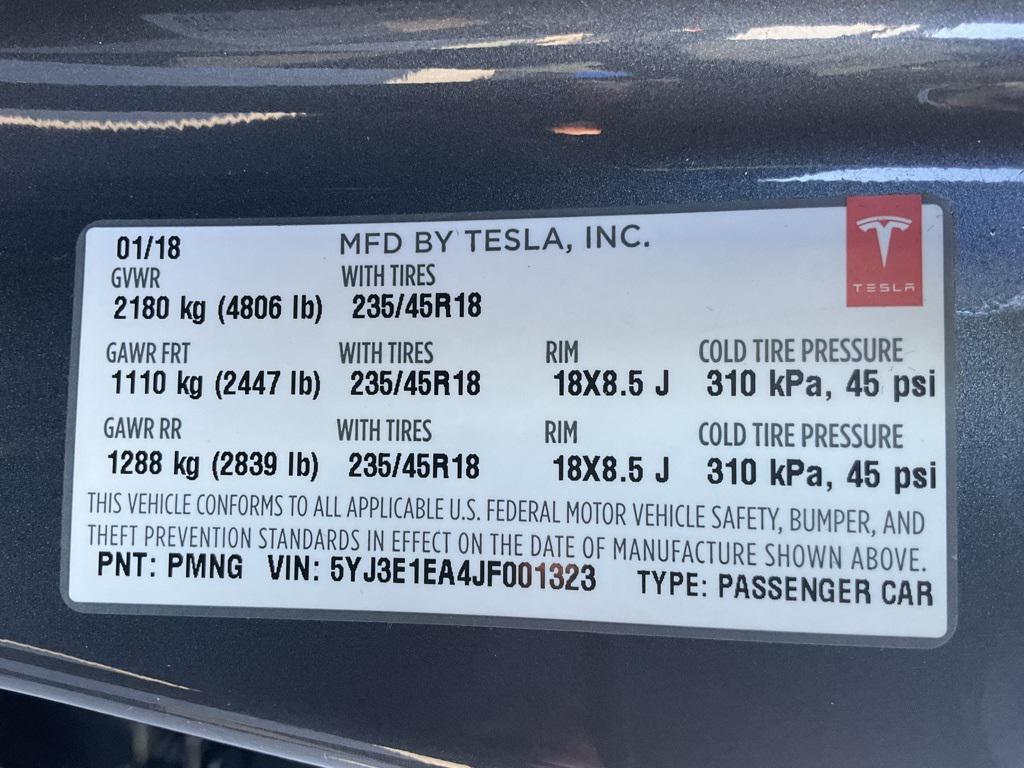 01/18 MFD BY TESLA, INC.
TESLA
GVWR WITH TIRES
2180 kg (4806 lb) 235/45R18
GAWR FRT WITH TIRES RIM COLD TIRE PRESSURE
1110 kg (2447 lb) 235/45R18 18X8.5 J 310 kPa, 45 psi
GAWR RR WITH TIRES RIM COLD TIRE PRESSURE
1288 kg (2839 lb) 235/45R18 18X8.5 J 310 kPa, 45 psi
THIS VEHICLE CONFORMS TO ALL APPLICABLE U.S. FEDERAL MOTOR VEHICLE SAFETY, BUMPER, AND
THEFT PREVENTION STANDARDS IN EFFECT ON THE DATE OF MANUFACTURE SHOWN ABOVE.
PNT: PMNG VIN: 5YJ3E1EA4JF001323 TYPE: PASSENGER CAR